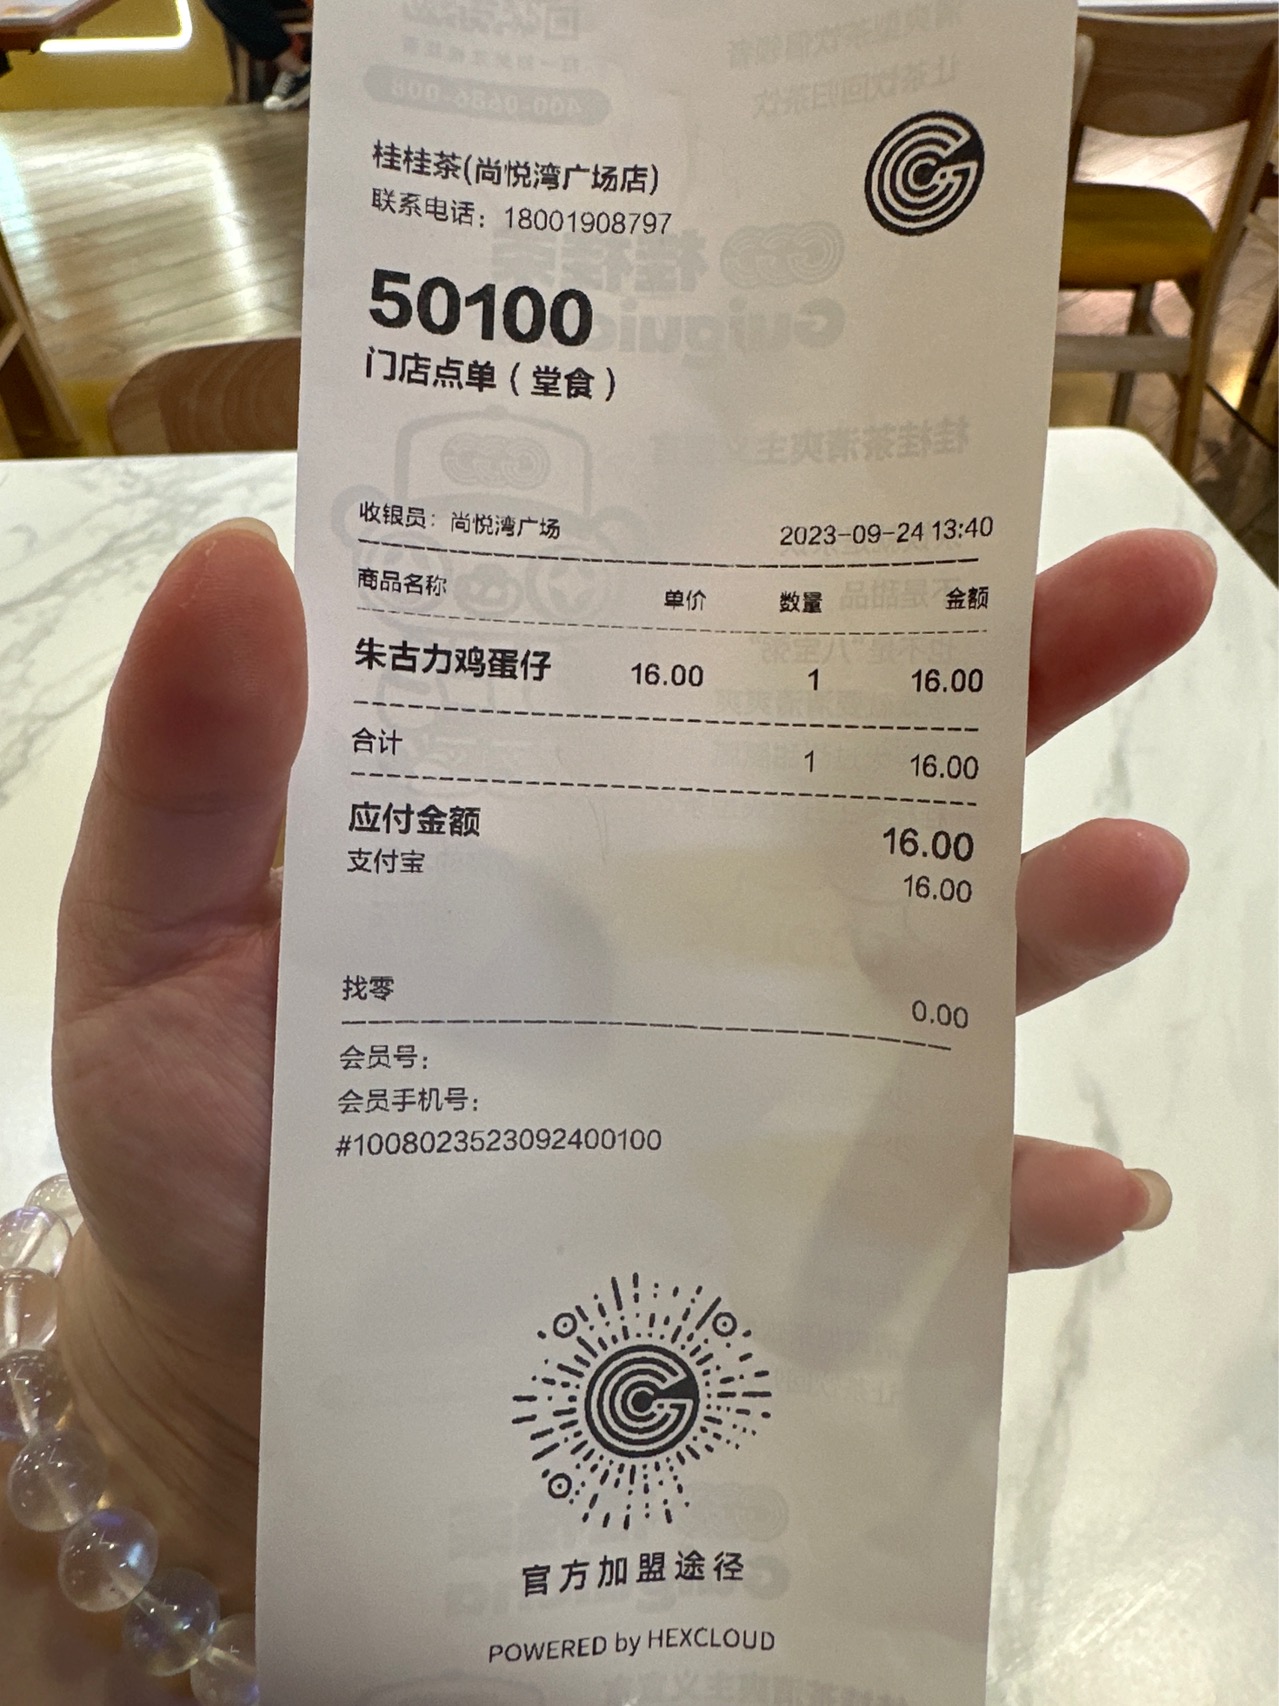 桂桂茶(尚悦湾广场店)
联系电话：18001908797
50100
门店点单（堂食）
收银员：尚悦湾广场 2023-09-24 13:40
商品名称 单价 数量 金额
朱古力鸡蛋仔 16.00 1 16.00
合计 1 16.00
应付金额 16.00
支付宝 16.00
找零 0.00
会员号：
会员手机号：
#1008023523092400100
官方加盟途径
POWERED by HEXCLOUD